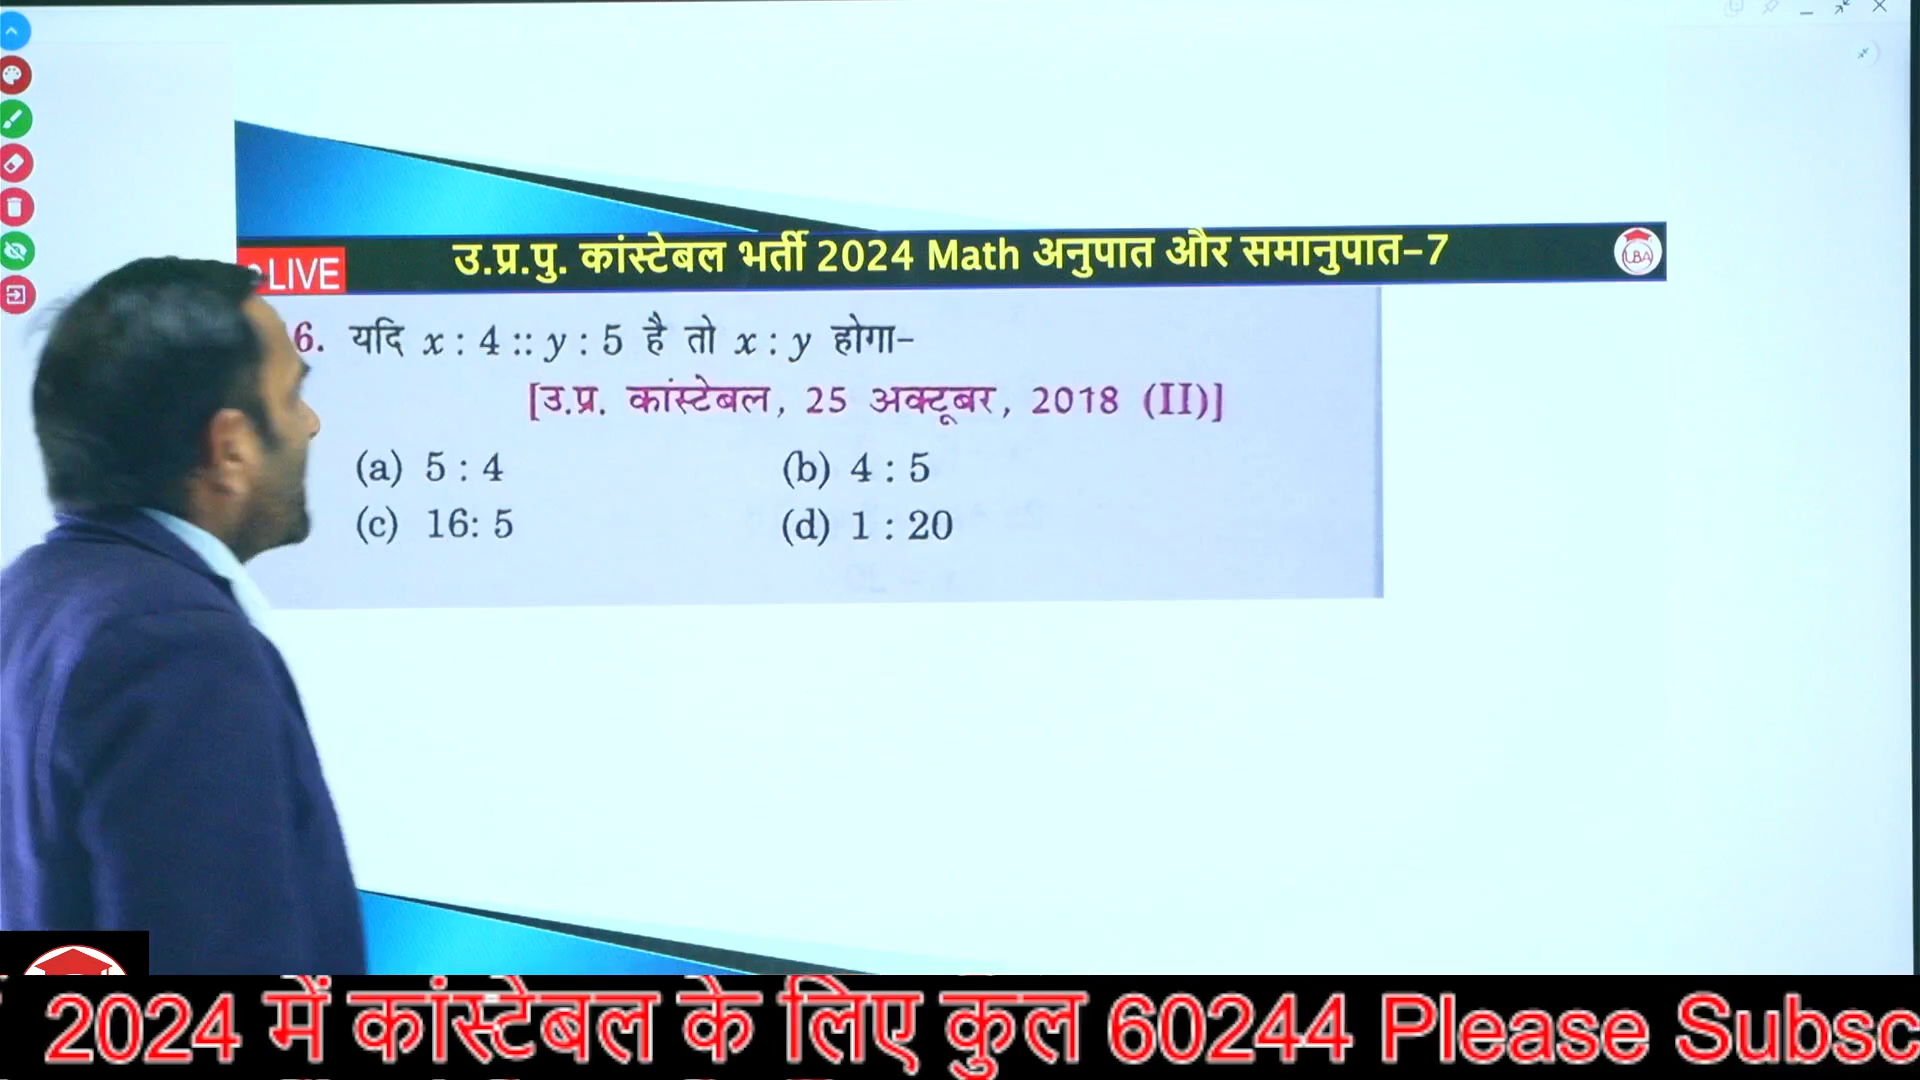 उ.प्र.पु. कांस्टेबल भर्ती 2024 Math अनुपात और समानुपात-7
LIVE
LBA
6. यदि x : 4 :: y : 5 है तो x : y होगा-
[उ.प्र. कांस्टेबल, 25 अक्टूबर, 2018 (II)]
(a) 5 : 4 (b) 4 : 5
(c) 16: 5 (d) 1 : 20
2024 में कांस्टेबल के लिए कुल 60244 Please Subsc